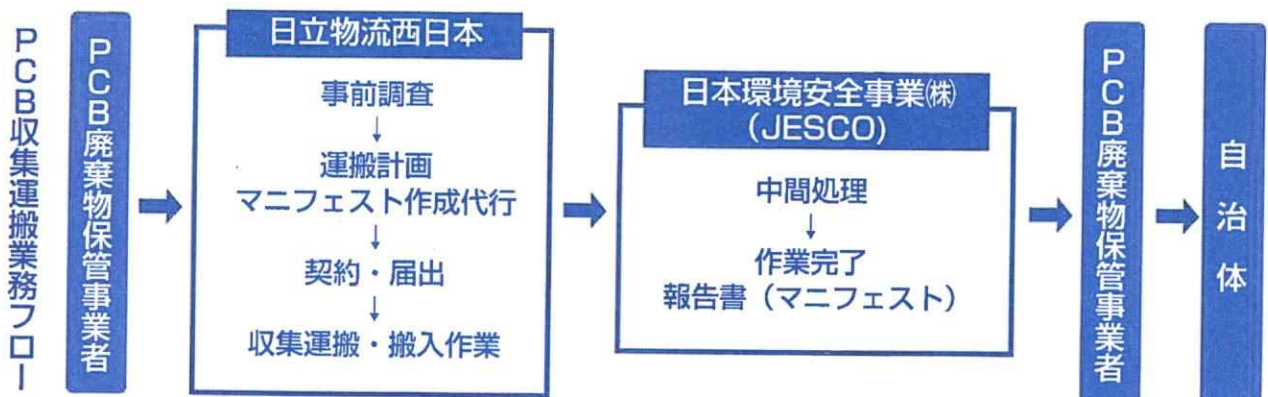 PCB収集運搬業務フロー
PCB廃棄物保管事業者
日立物流西日本
事前調査
↓
運搬計画
マニフェスト作成代行
↓
契約・届出
↓
収集運搬・搬入作業
日本環境安全事業㈱
(JESCO)
中間処理
↓
作業完了
報告書（マニフェスト）
PCB廃棄物保管事業者
自治体